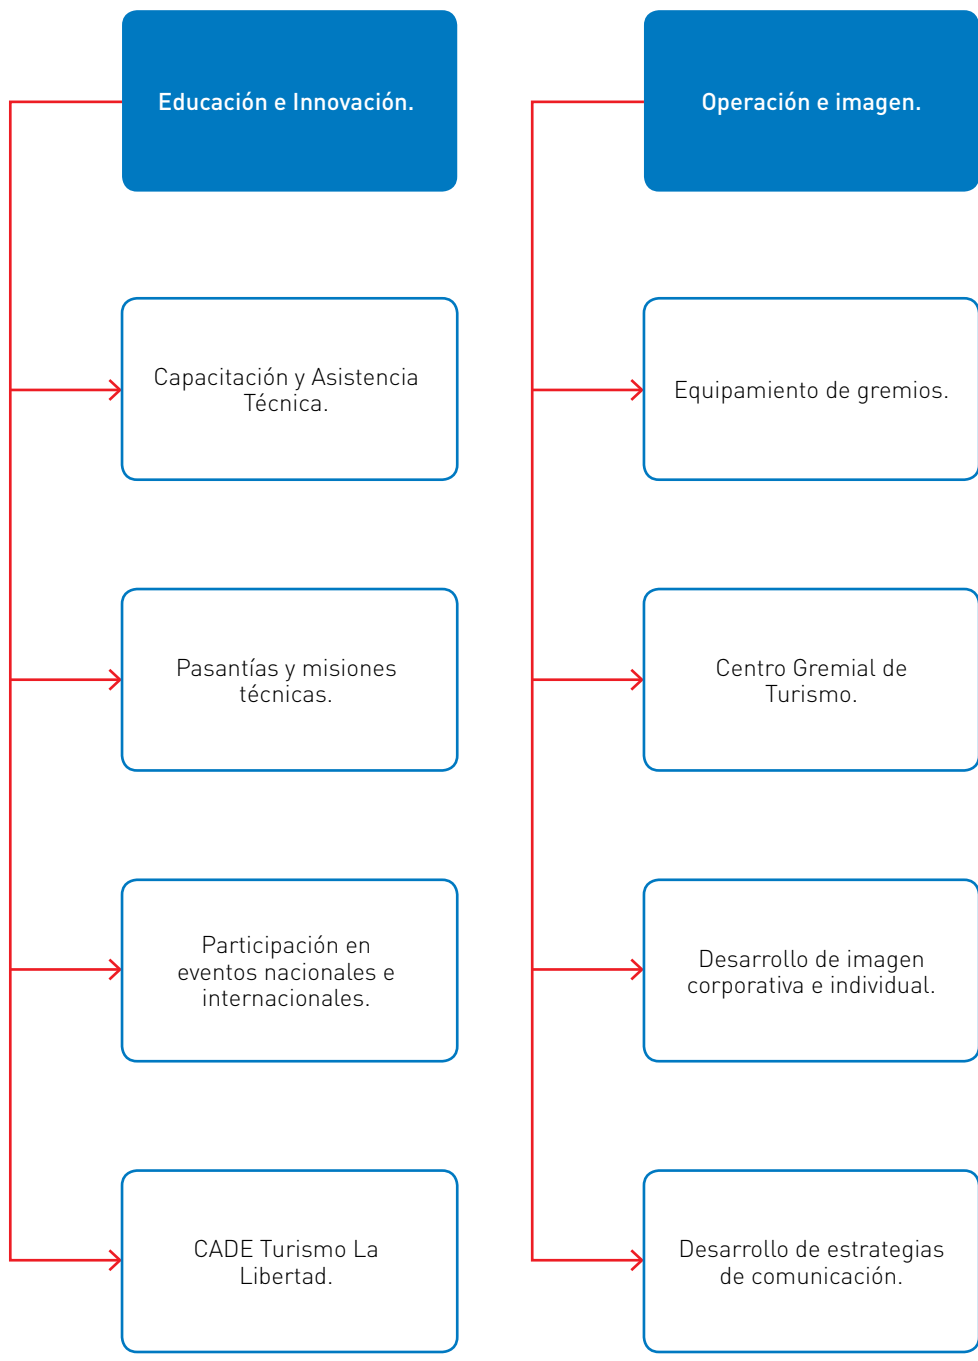 Educación e Innovación.
Capacitación y Asistencia
Técnica.
Pasantías y misiones
técnicas.
Participación en
eventos nacionales e
internacionales.
CADE Turismo La
Libertad.
Operación e imagen.
Equipamiento de gremios.
Centro Gremial de
Turismo.
Desarrollo de imagen
corporativa e individual.
Desarrollo de estrategias
de comunicación.